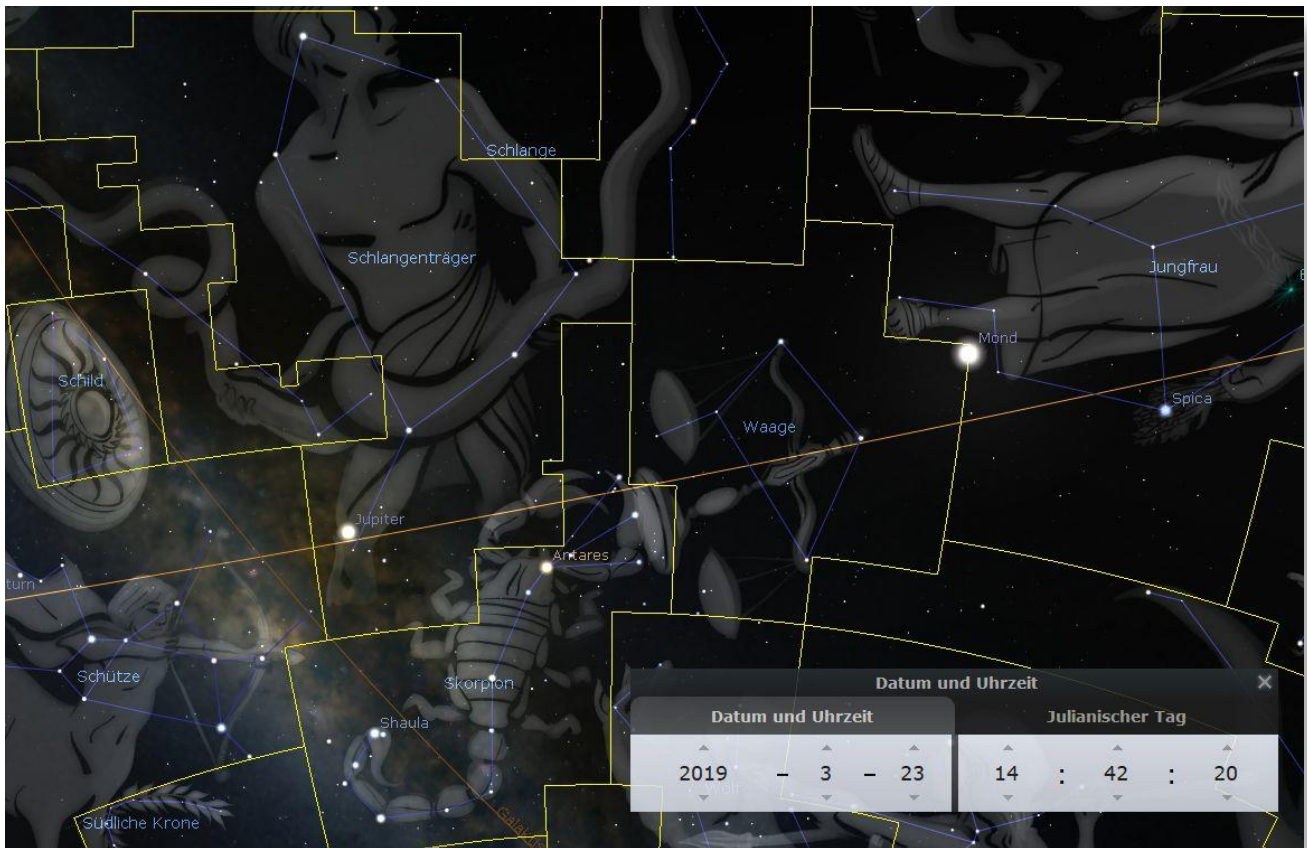 Schlange
Schlangenträger
Jungfrau
Mond
Schild
Spica
Waage
Jupiter
Antares
turn
Schütze
Skorpion
Shaula
Südliche Krone
Datum und Uhrzeit
Datum und Uhrzeit Julianischer Tag
2019 – 3 – 23 14 : 42 : 20